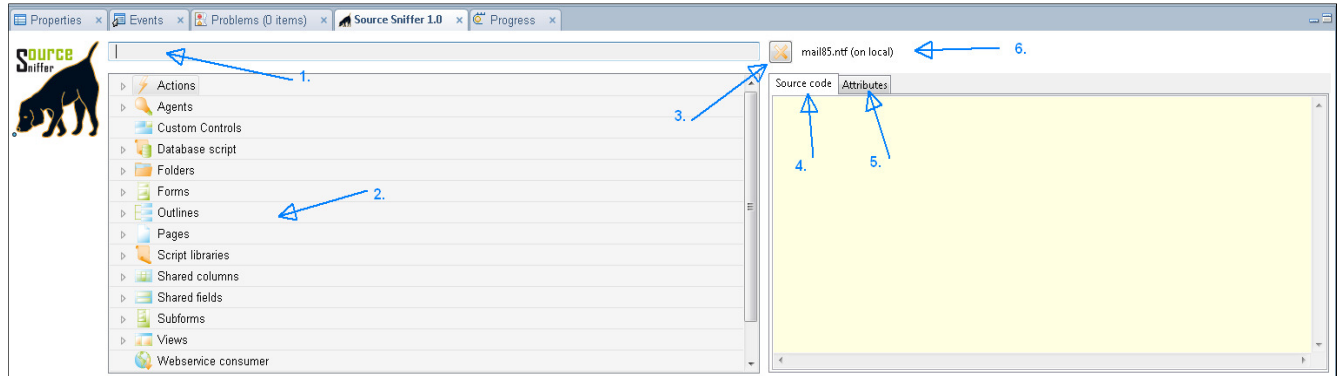 Properties
Events
Problems (0 items)
Source Sniffer 1.0
Progress
Source
Sniffer
1.
mail85.ntf (on local)
6.
3.
Source code
Attributes
4.
5.
Actions
Agents
Custom Controls
Database script
Folders
Forms
2.
Outlines
Pages
Script libraries
Shared columns
Shared fields
Subforms
Views
Webservice consumer